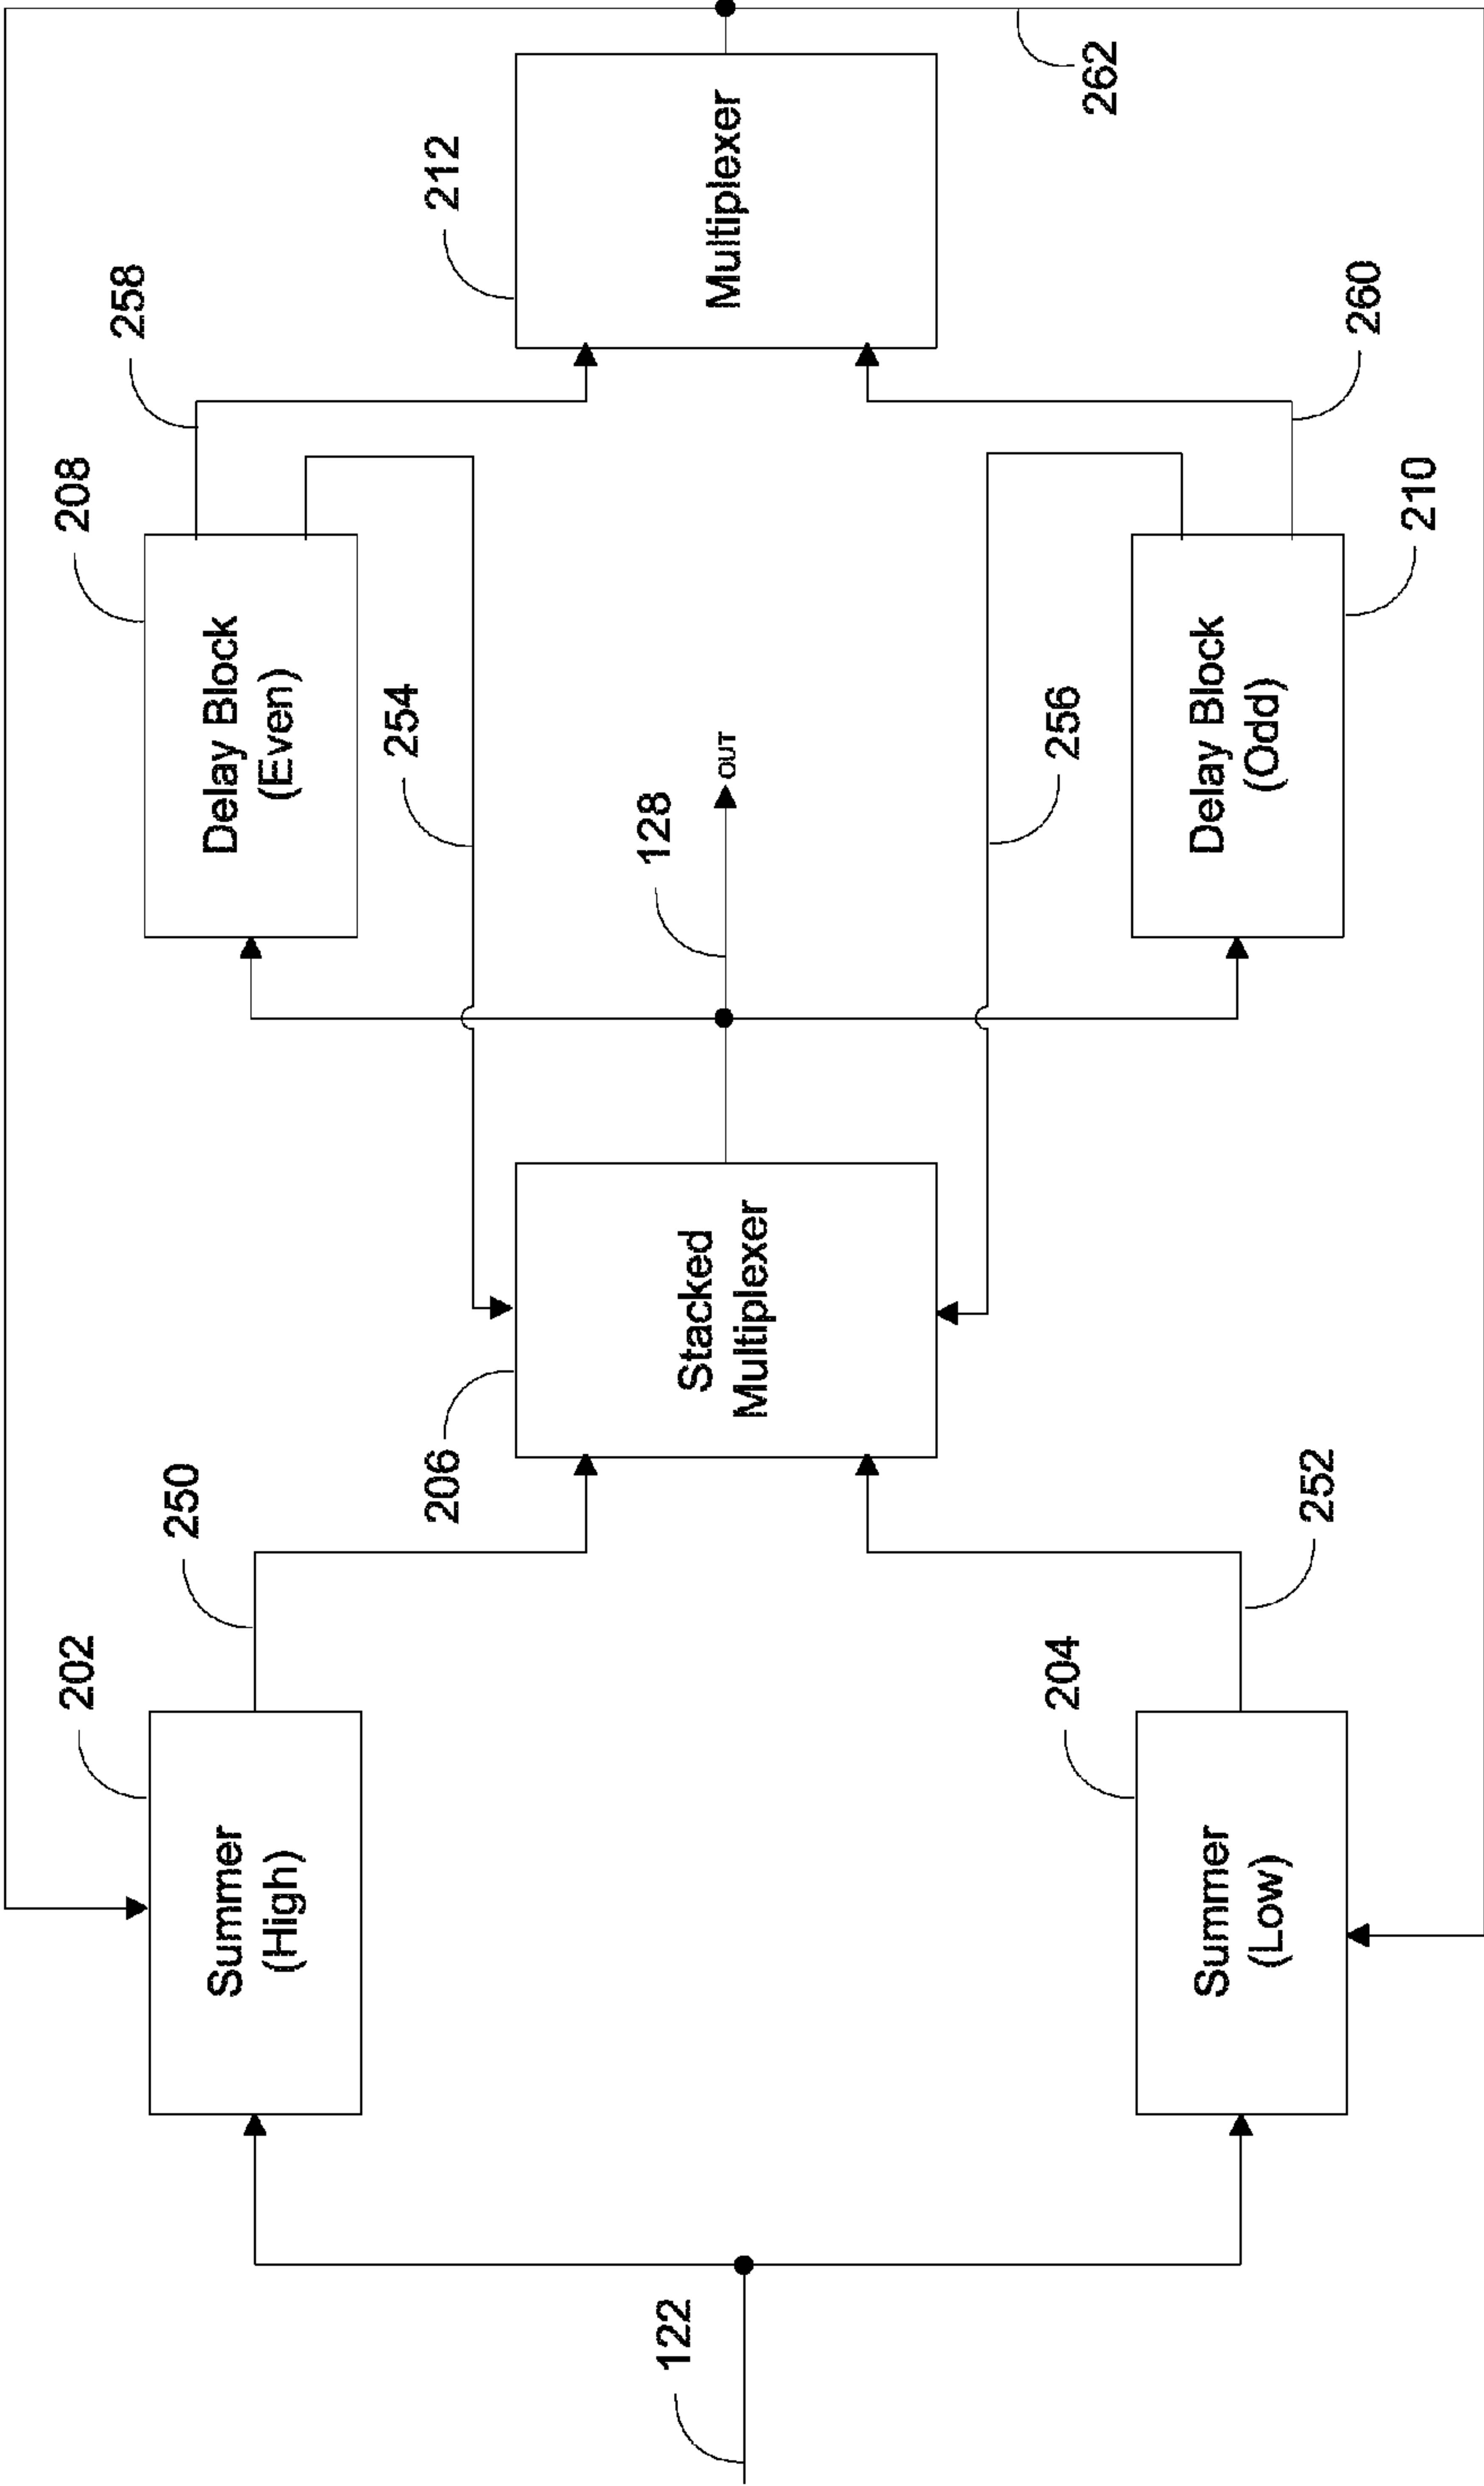 202
208
258
250
Summer
(High)
Delay Block
(Even)
254
206
212
122
128
Stacked
Multiplexer
OUT
Multiplexer
204
256
262
Summer
(Low)
Delay Block
(Odd)
252
260
210